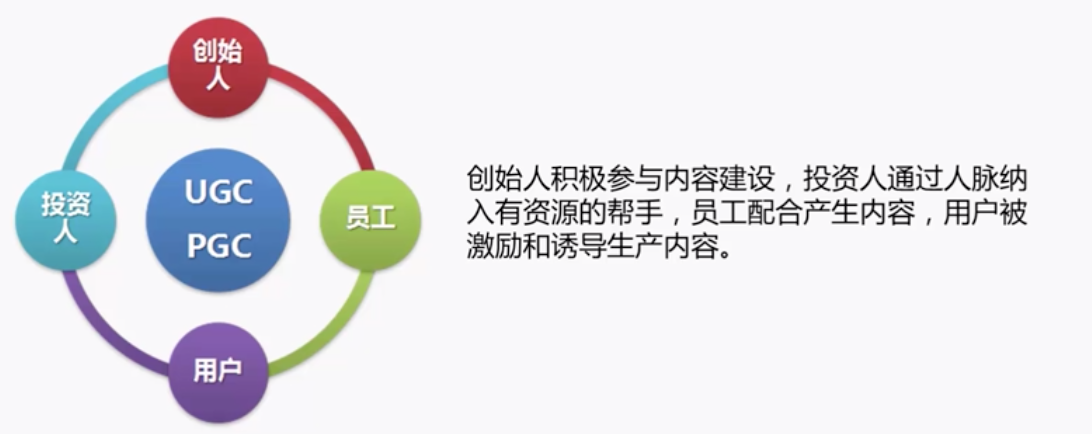 创始
人
投资
人
UGC
PGC
员工
用户
创始人积极参与内容建设，投资人通过人脉纳
入有资源的帮手，员工配合产生内容，用户被
激励和诱导生产内容。